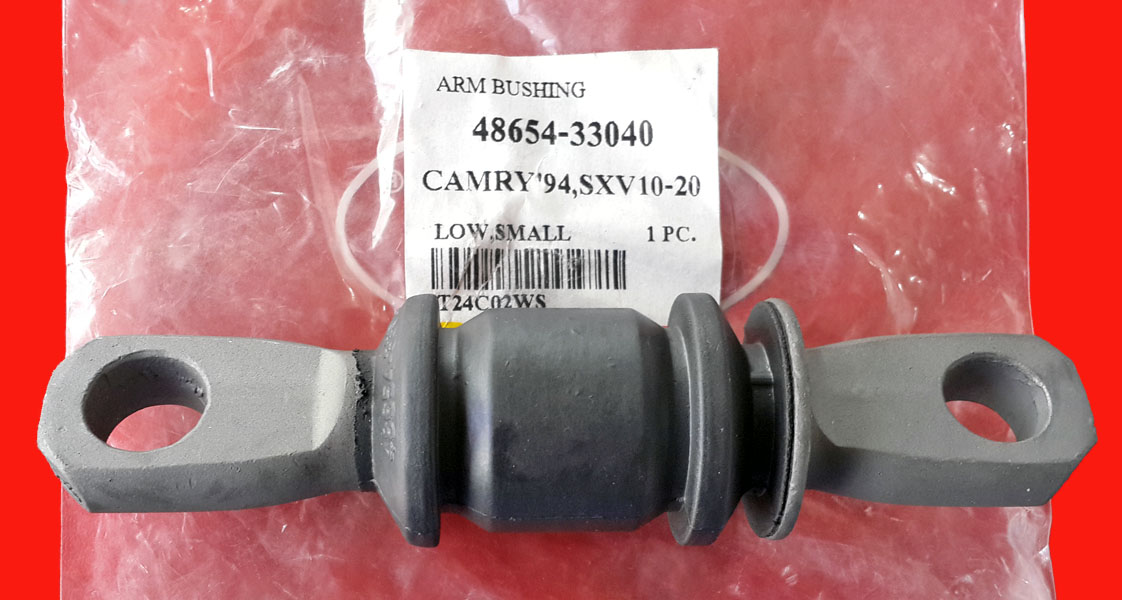 ARM BUSHING
48654-33040
CAMRY'94,SXV10-20
LOW,SMALL 1 PC.
T24C02WS
®